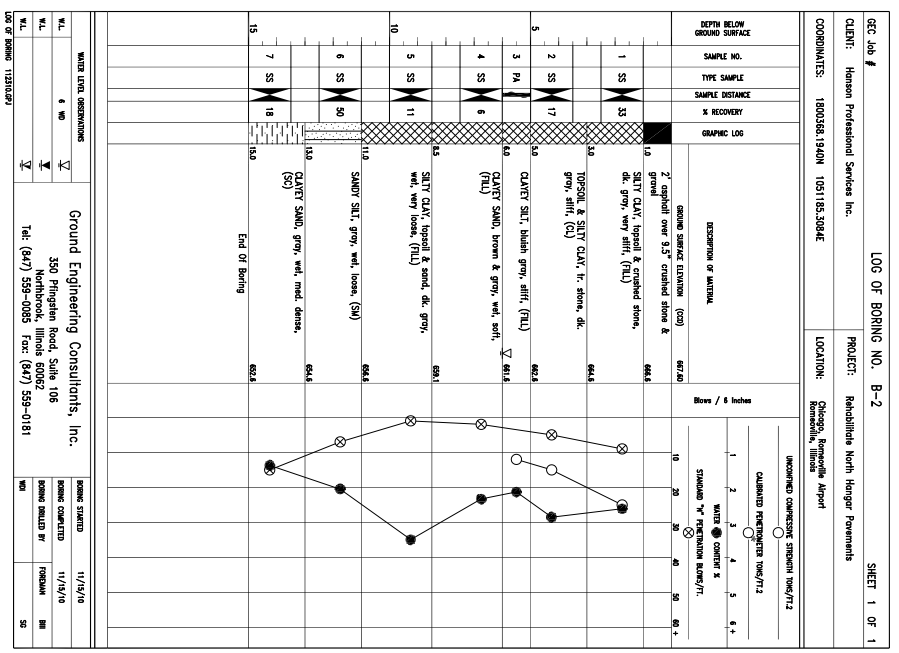 LOG OF BORING NO. B-2
SHEET 1 OF 1
GEC Job #
CLIENT: Hanson Professional Services Inc.
PROJECT: Rehabilitate North Hangar Pavements
COORDINATES: 1800368.1940N 1051185.3084E
LOCATION: Chicago, Romeoville Airport
Romeoville, Illinois
DEPTH BELOW
GROUND SURFACE
SAMPLE NO.
TYPE SAMPLE
SAMPLE DISTANCE
% RECOVERY
GRAPHIC LOG
DESCRIPTION OF MATERIAL
GROUND SURFACE ELEVATION (CCD) 667.60
Blows / 6 Inches
UNCONFINED COMPRESSIVE STRENGTH TONS/FT.2
CALIBRATED PENETROMETER TONS/FT.2
*
1 2 3 4 5 6 +
WATER CONTENT %
STANDARD "N" PENETRATION BLOWS/FT.
10 20 30 40 50 60 +
2" asphalt over 9.5" crushed stone &
gravel
1.0 666.6
1 SS 33
SILTY CLAY, topsoil & crushed stone,
dk. gray, very stiff, (FILL)
3.0 664.6
2 SS 17
TOPSOIL & SILTY CLAY, tr. stone, dk.
gray, stiff, (CL)
5
5.0 662.6
3 PA
CLAYEY SILT, bluish gray, stiff, (FILL)
6.0 661.6
4 SS 6
CLAYEY SAND, brown & gray, wet, soft,
(FILL)
8.5 659.1
5 SS 11
SILTY CLAY, topsoil & sand, dk. gray,
wet, very loose, (FILL)
10
11.0 656.6
6 SS 50
SANDY SILT, gray, wet, loose, (SM)
13.0 654.6
7 SS 18
CLAYEY SAND, gray, wet, med. dense,
(SC)
15
15.0 652.6
End Of Boring
WATER LEVEL OBSERVATIONS
W.L. 6 WD
W.L.
W.L.
Ground Engineering Consultants, Inc.
350 Pfingsten Road, Suite 106
Northbrook, Illinois 60062
Tel: (847) 559-0085 Fax: (847) 559-0181
BORING STARTED 11/15/10
BORING COMPLETED 11/15/10
BORING DRILLED BY FOREMAN Bill
WDI SG
LOG OF BORING 112310.GPJ